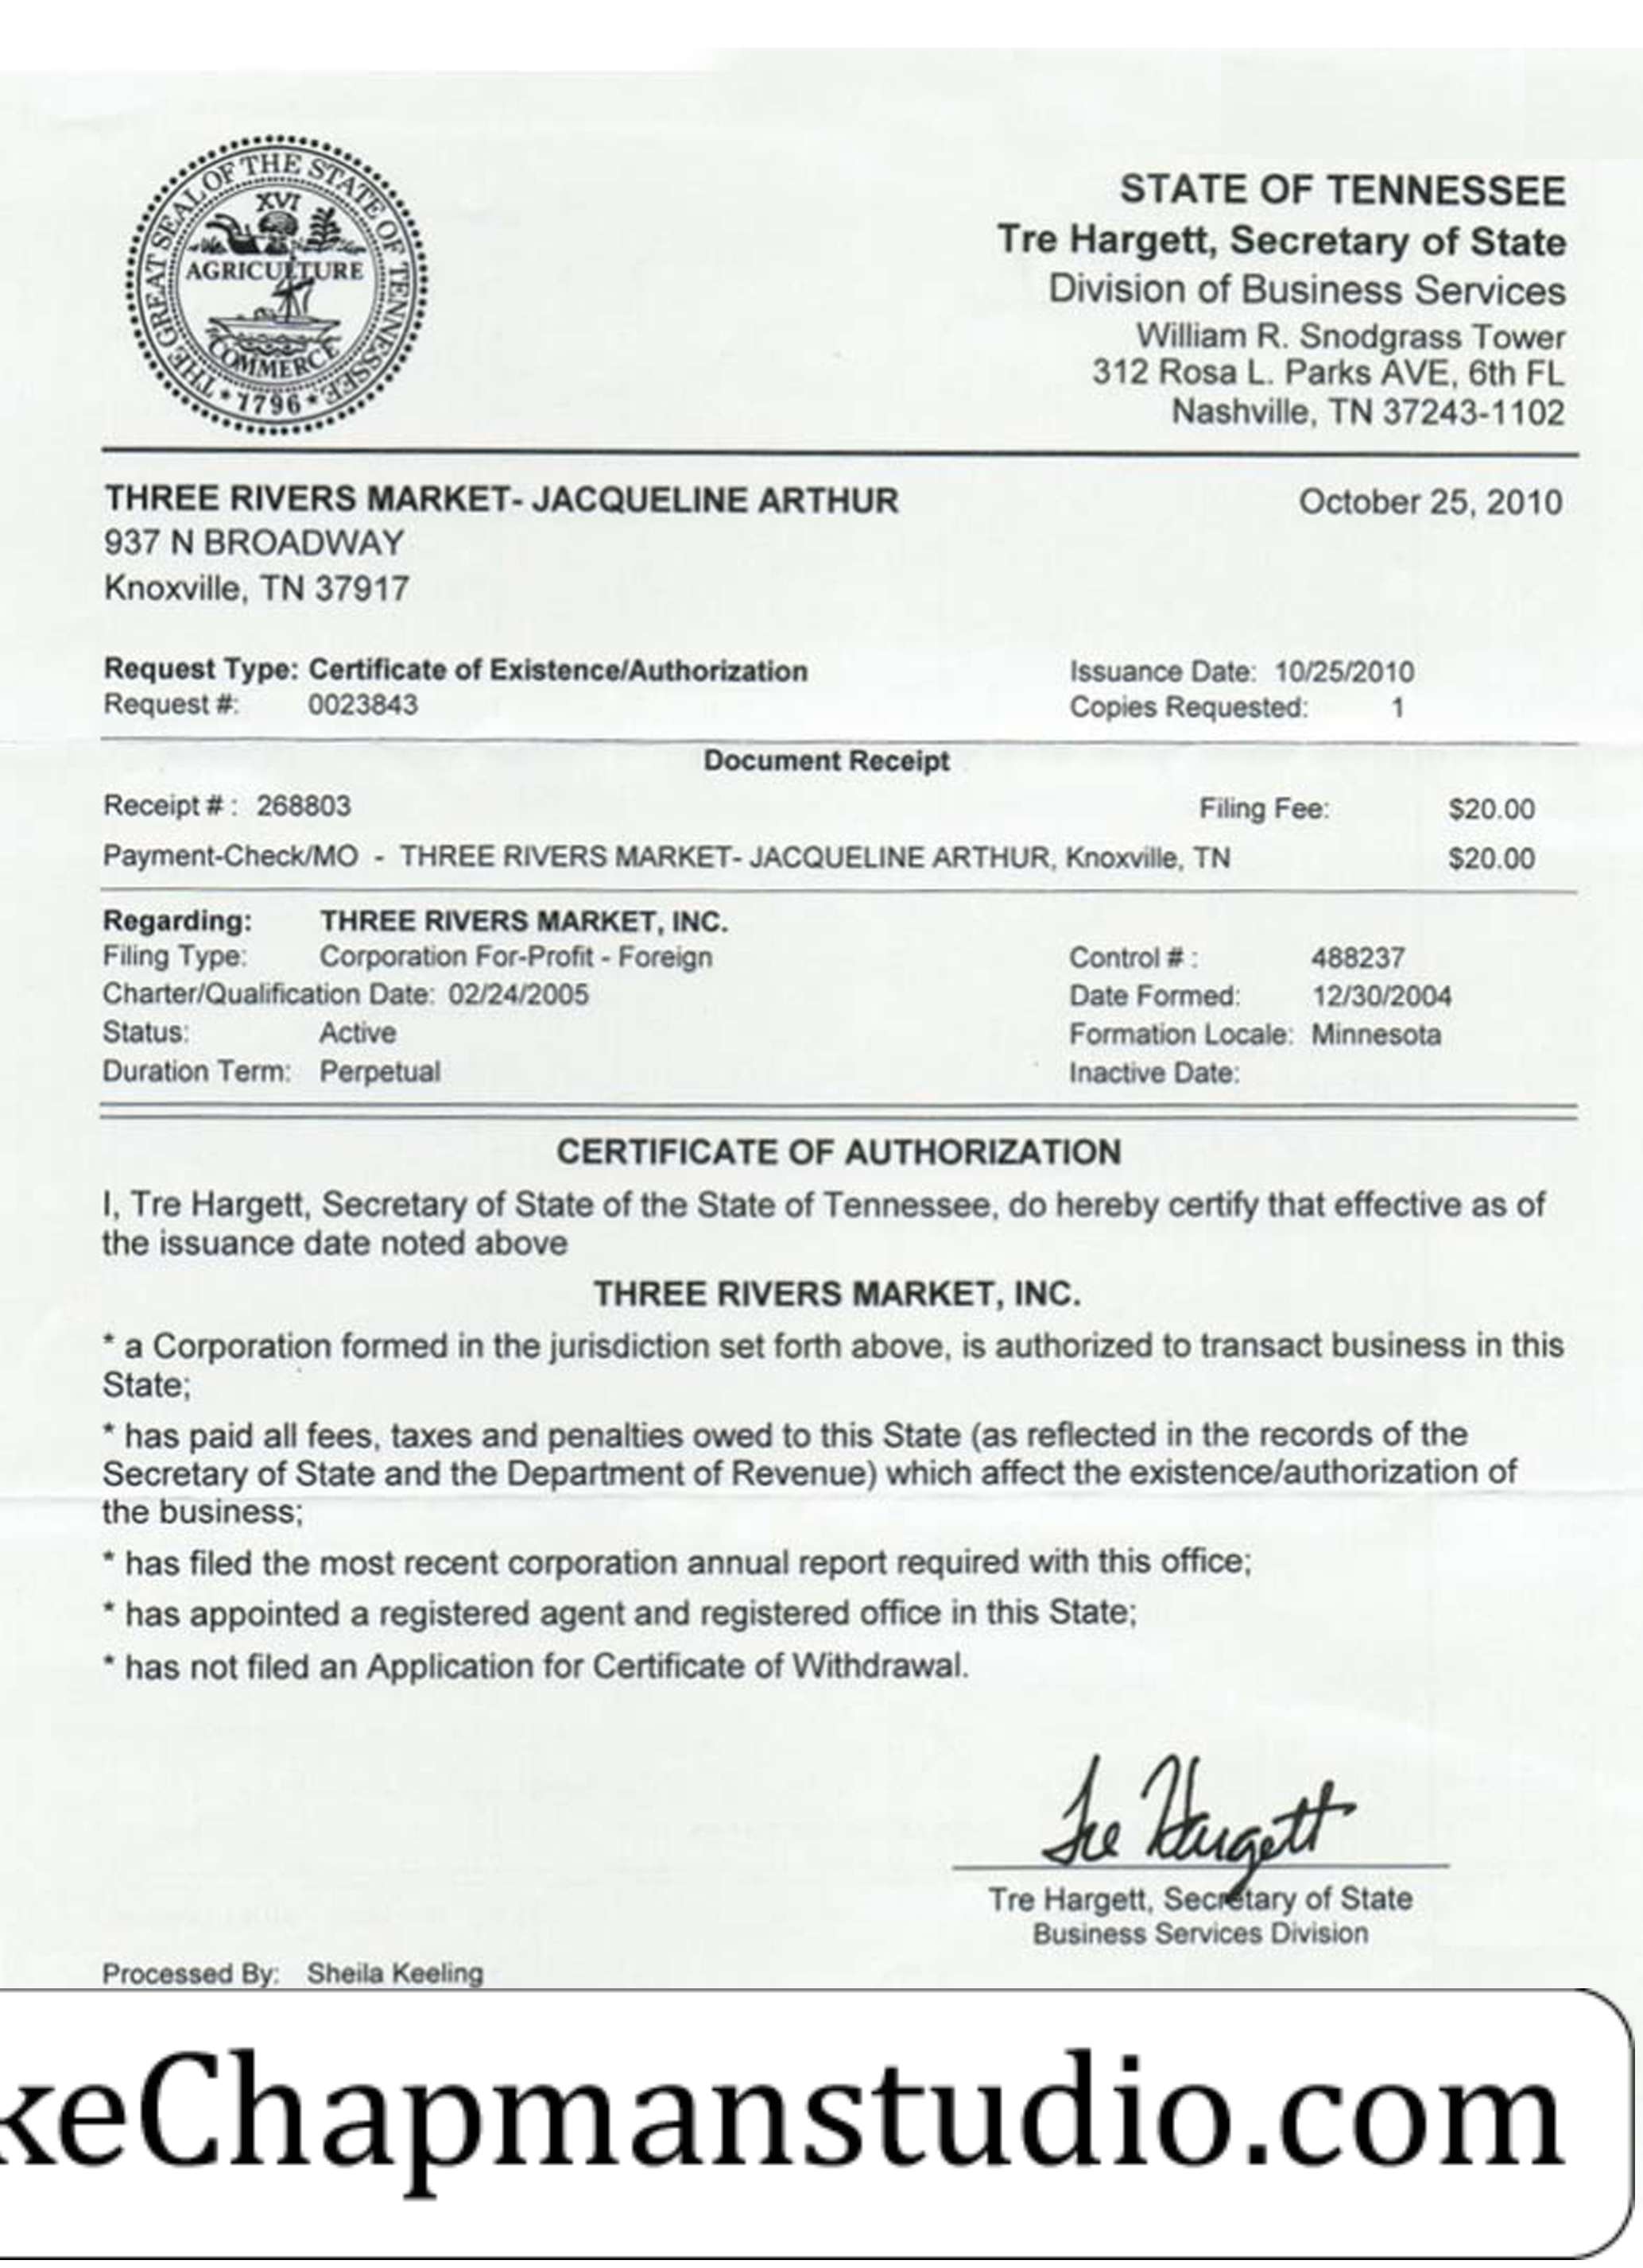 THE GREAT SEAL OF THE STATE OF TENNESSEE
XVI
AGRICULTURE
COMMERCE
1796
STATE OF TENNESSEE
Tre Hargett, Secretary of State
Division of Business Services
William R. Snodgrass Tower
312 Rosa L. Parks AVE, 6th FL
Nashville, TN 37243-1102
THREE RIVERS MARKET- JACQUELINE ARTHUR October 25, 2010
937 N BROADWAY
Knoxville, TN 37917
Request Type: Certificate of Existence/Authorization Issuance Date: 10/25/2010
Request #: 0023843 Copies Requested: 1
Document Receipt
Receipt # : 268803 Filing Fee: $20.00
Payment-Check/MO - THREE RIVERS MARKET- JACQUELINE ARTHUR, Knoxville, TN $20.00
Regarding: THREE RIVERS MARKET, INC.
Filing Type: Corporation For-Profit - Foreign Control # : 488237
Charter/Qualification Date: 02/24/2005 Date Formed: 12/30/2004
Status: Active Formation Locale: Minnesota
Duration Term: Perpetual Inactive Date:
CERTIFICATE OF AUTHORIZATION
I, Tre Hargett, Secretary of State of the State of Tennessee, do hereby certify that effective as of
the issuance date noted above
THREE RIVERS MARKET, INC.
* a Corporation formed in the jurisdiction set forth above, is authorized to transact business in this
State;
* has paid all fees, taxes and penalties owed to this State (as reflected in the records of the
Secretary of State and the Department of Revenue) which affect the existence/authorization of
the business;
* has filed the most recent corporation annual report required with this office;
* has appointed a registered agent and registered office in this State;
* has not filed an Application for Certificate of Withdrawal.
Tre Hargett
Tre Hargett, Secretary of State
Business Services Division
Processed By: Sheila Keeling
keChapmanstudio.com